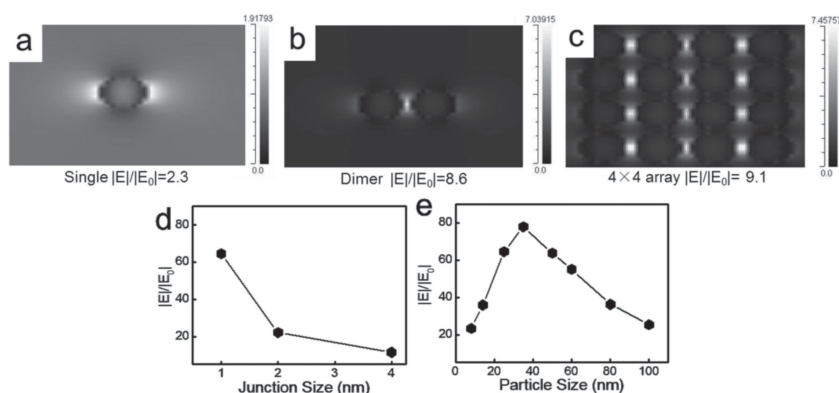 a
1.91793
0.0
Single |E|/|E₀|=2.3
b
7.03915
0.0
Dimer |E|/|E₀|=8.6
c
7.45757
0.0
4×4 array |E|/|E₀|= 9.1
d
80
60
40
20
|E|/|E₀|
1 2 3 4
Junction Size (nm)
e
80
60
40
20
|E|/|E₀|
0 20 40 60 80 100
Particle Size (nm)